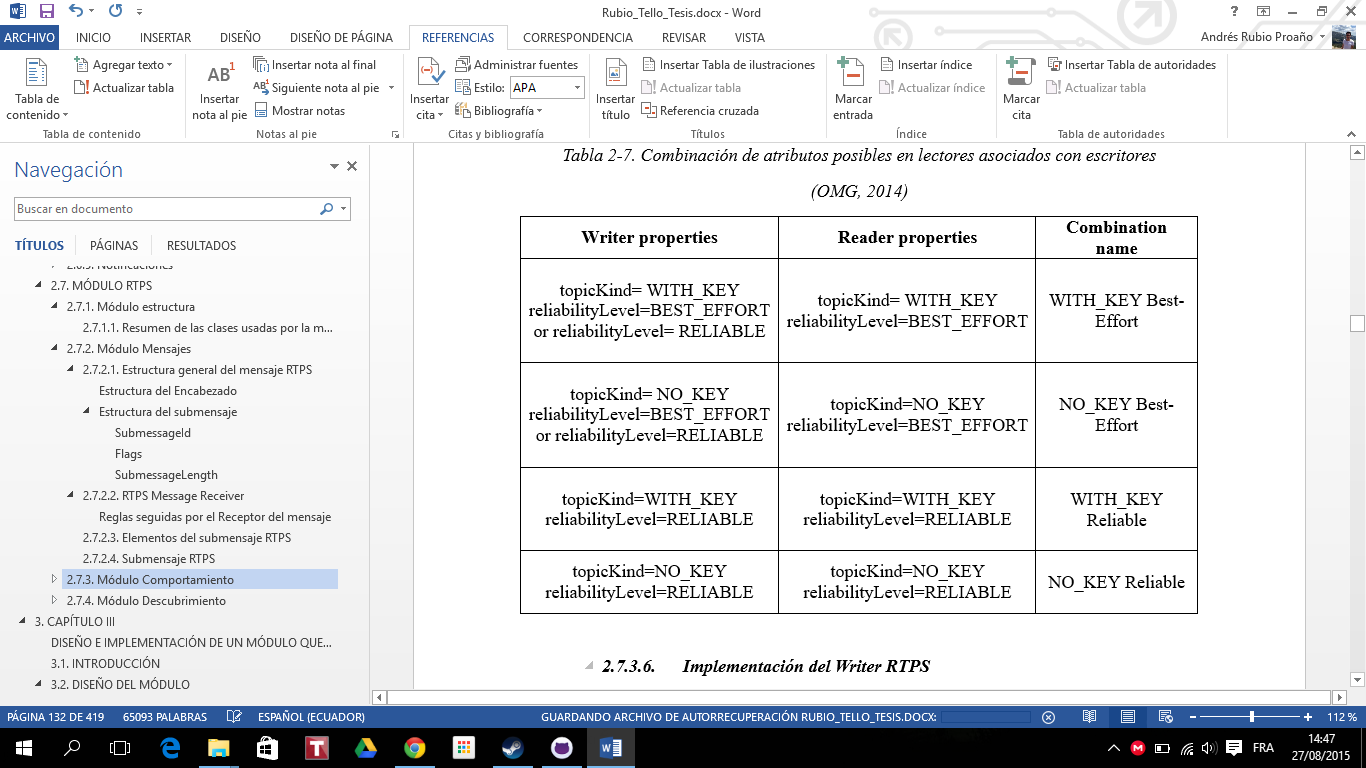 Rubio_Tello_Tesis.docx - Word
ARCHIVO INICIO INSERTAR DISEÑO DISEÑO DE PÁGINA REFERENCIAS CORRESPONDENCIA REVISAR VISTA Andrés Rubio Proaño
Tabla de contenido
Agregar texto
Actualizar tabla
Tabla de contenido
AB1
Insertar nota al pie
Insertar nota al final
Siguiente nota al pie
Mostrar notas
Notas al pie
Insertar cita
Administrar fuentes
Estilo: APA
Bibliografía
Citas y bibliografía
Insertar título
Insertar Tabla de ilustraciones
Actualizar tabla
Referencia cruzada
Títulos
Marcar entrada
Insertar índice
Actualizar índice
Índice
Marcar cita
Insertar Tabla de autoridades
Actualizar tabla
Tabla de autoridades
Navegación
Buscar en documento
TÍTULOS PÁGINAS RESULTADOS
2.6.5. Notificaciones
2.7. MÓDULO RTPS
2.7.1. Módulo estructura
2.7.1.1. Resumen de las clases usadas por la m...
2.7.2. Módulo Mensajes
2.7.2.1. Estructura general del mensaje RTPS
Estructura del Encabezado
Estructura del submensaje
SubmessageId
Flags
SubmessageLength
2.7.2.2. RTPS Message Receiver
Reglas seguidas por el Receptor del mensaje
2.7.2.3. Elementos del submensaje RTPS
2.7.2.4. Submensaje RTPS
2.7.3. Módulo Comportamiento
2.7.4. Módulo Descubrimiento
3. CAPÍTULO III
DISEÑO E IMPLEMENTACIÓN DE UN MÓDULO QUE...
3.1. INTRODUCCIÓN
3.2. DISEÑO DEL MÓDULO
Tabla 2-7. Combinación de atributos posibles en lectores asociados con escritores
(OMG, 2014)
Writer properties
Reader properties
Combination
name
topicKind= WITH_KEY
reliabilityLevel=BEST_EFFORT
or reliabilityLevel= RELIABLE
topicKind= WITH_KEY
reliabilityLevel=BEST_EFFORT
WITH_KEY Best-
Effort
topicKind= NO_KEY
reliabilityLevel=BEST_EFFORT
or reliabilityLevel=RELIABLE
topicKind=NO_KEY
reliabilityLevel=BEST_EFFORT
NO_KEY Best-
Effort
topicKind=WITH_KEY
reliabilityLevel=RELIABLE
topicKind=WITH_KEY
reliabilityLevel=RELIABLE
WITH_KEY
Reliable
topicKind=NO_KEY
reliabilityLevel=RELIABLE
topicKind=NO_KEY
reliabilityLevel=RELIABLE
NO_KEY Reliable
2.7.3.6. Implementación del Writer RTPS
PÁGINA 132 DE 419 65093 PALABRAS ESPAÑOL (ECUADOR) GUARDANDO ARCHIVO DE AUTORRECUPERACIÓN RUBIO_TELLO_TESIS.DOCX: 112 %
FRA
14:47
27/08/2015